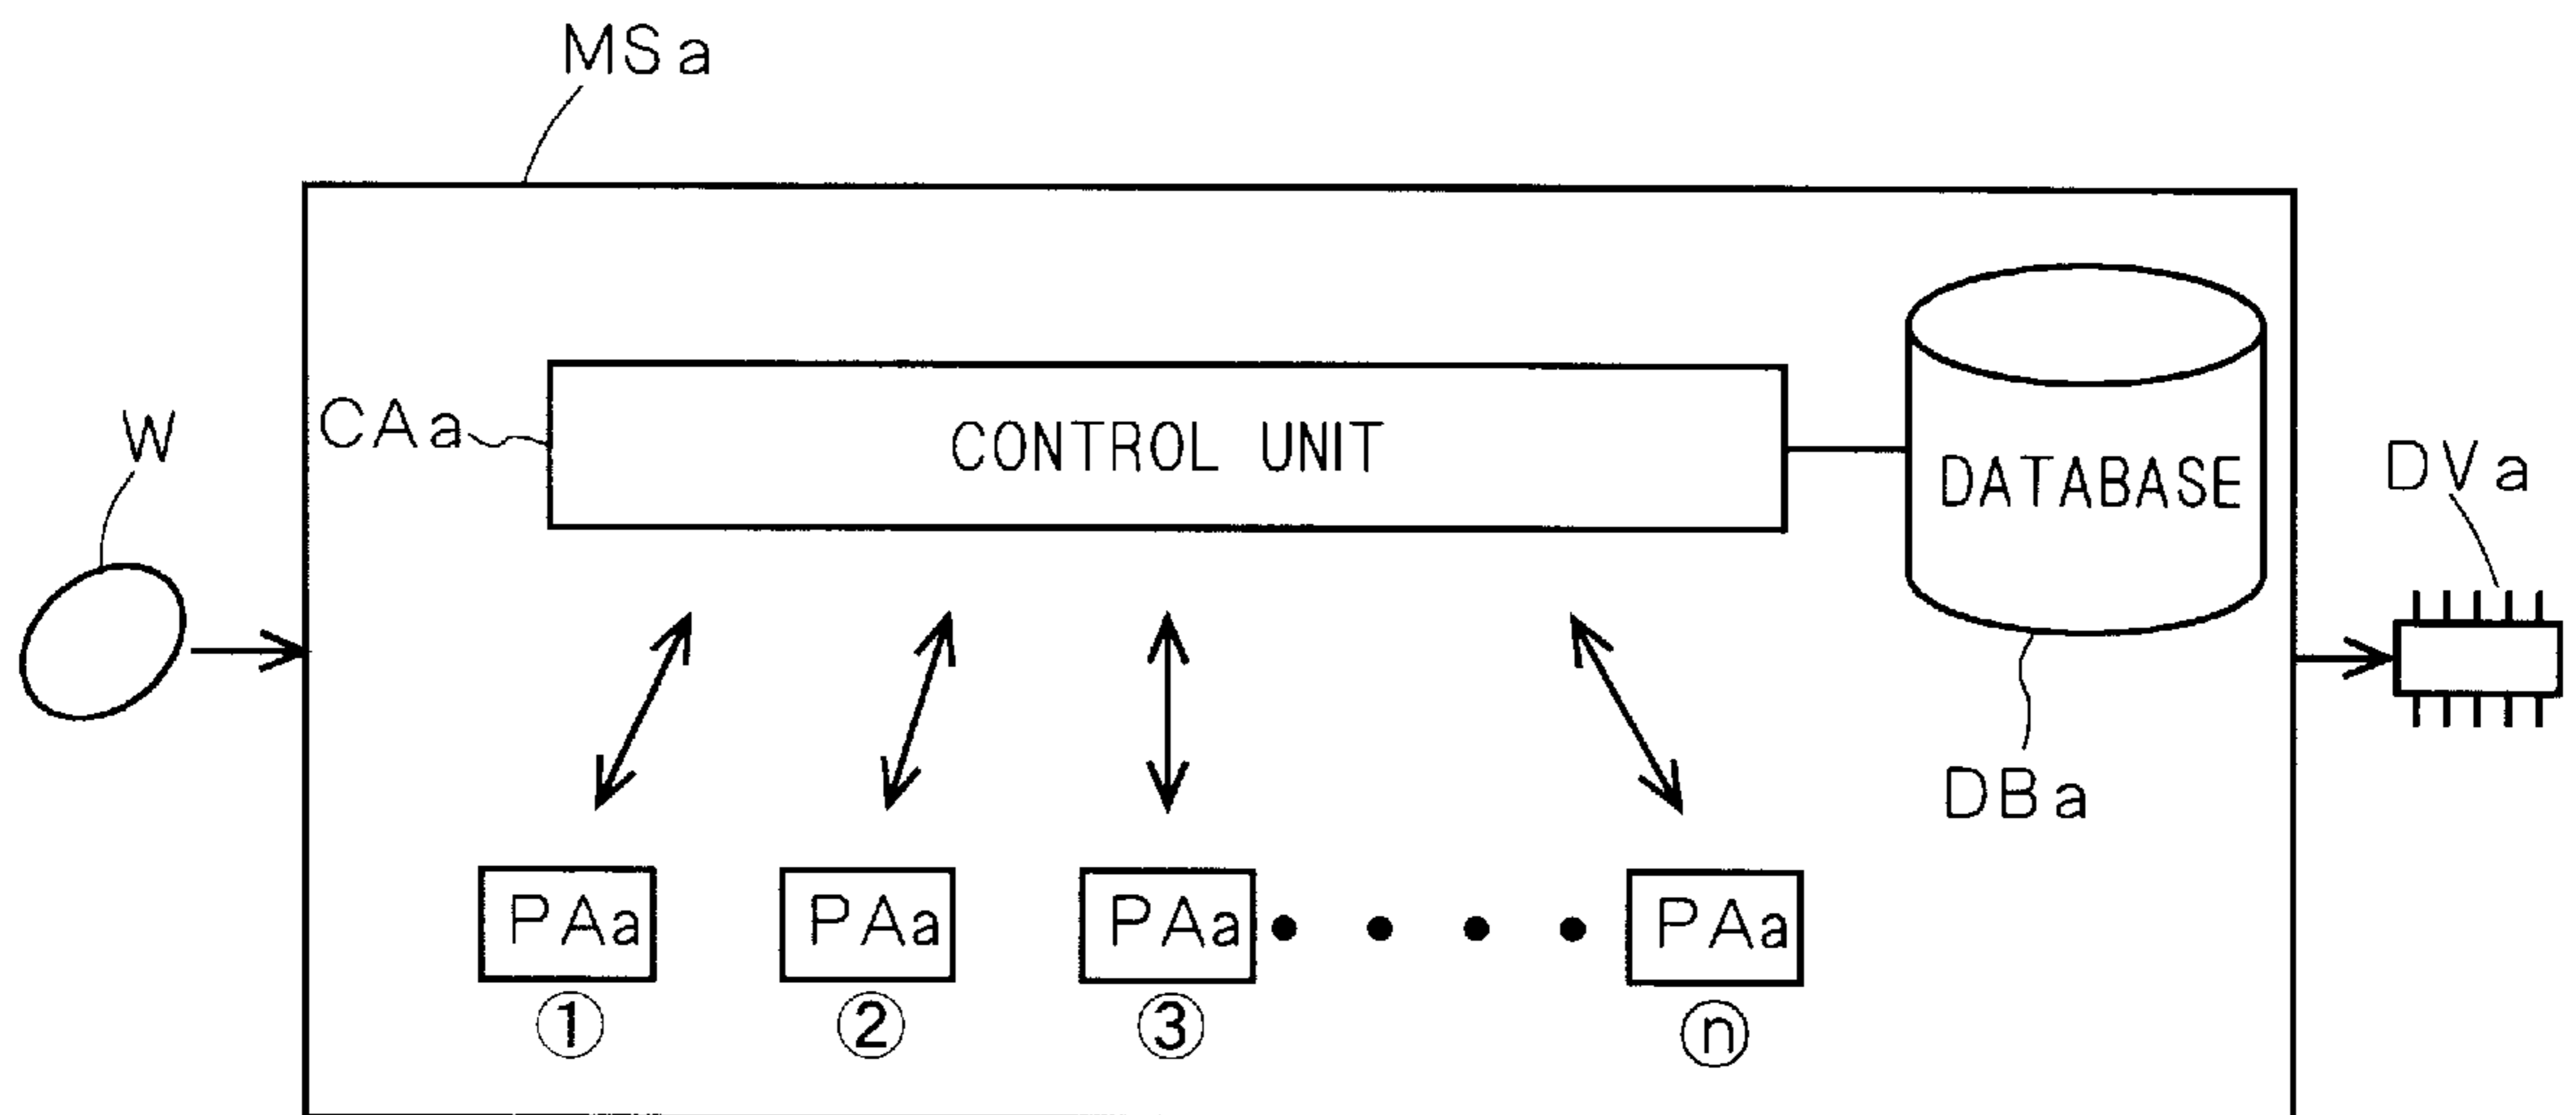 MSa
W
CAa
CONTROL UNIT
DATABASE
DVa
DBa
PAa PAa PAa • • • • PAa
① ② ③ ⓝ